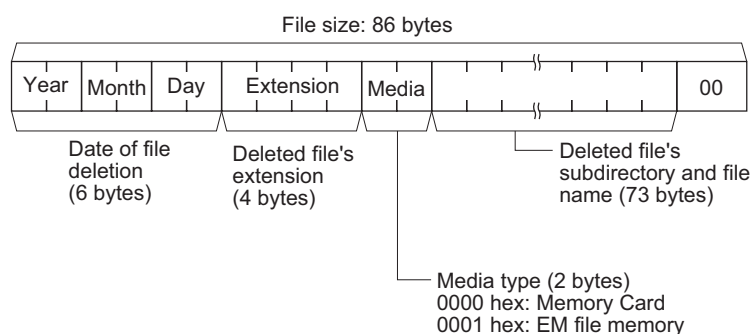 File size: 86 bytes
Year Month Day Extension Media 00
Date of file
deletion
(6 bytes)
Deleted file's
extension
(4 bytes)
Deleted file's
subdirectory and file
name (73 bytes)
Media type (2 bytes)
0000 hex: Memory Card
0001 hex: EM file memory